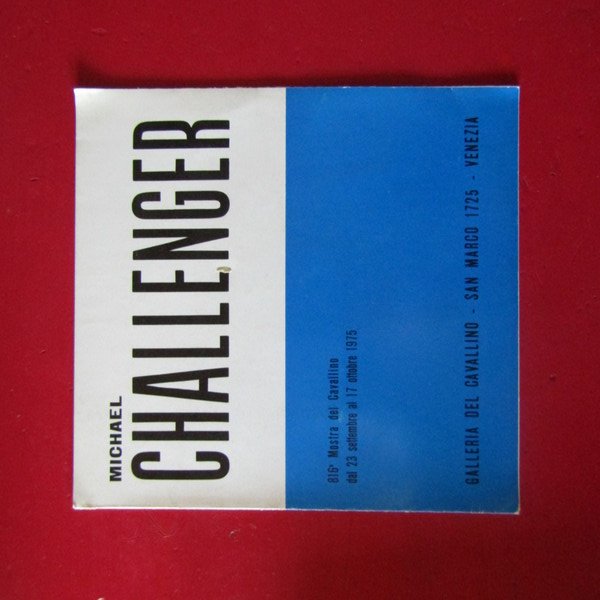 MICHAEL
CHALLENGER
816ª Mostra del Cavallino
dal 23 settembre al 17 ottobre 1975
GALLERIA DEL CAVALLINO - SAN MARCO 1725 - VENEZIA